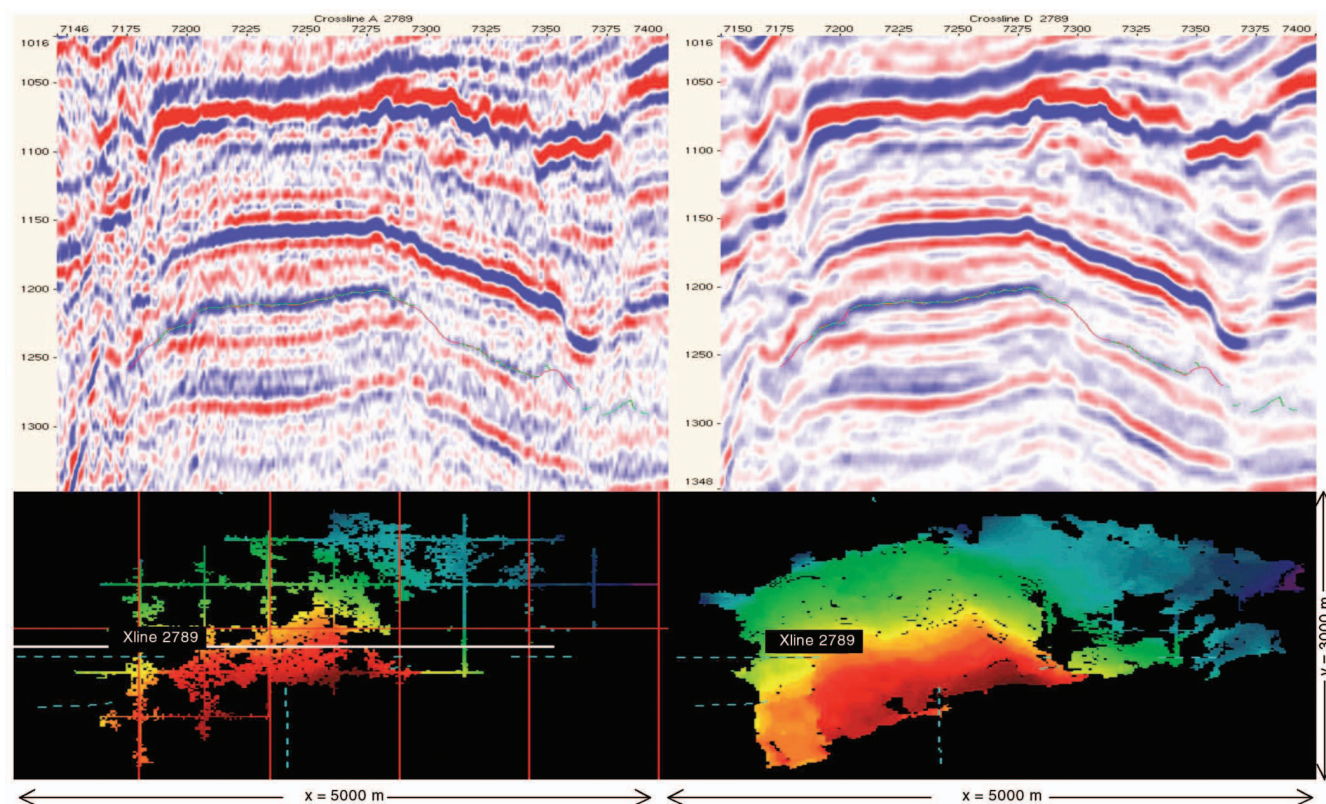 Crossline A 2789
7146 7175 7200 7225 7250 7275 7300 7325 7350 7375 7400
1016
1050
1100
1150
1200
1250
1300
Crossline D 2789
7150 7175 7200 7225 7250 7275 7300 7325 7350 7375 7400
1016
1050
1100
1150
1200
1250
1300
1348
Xline 2789
Xline 2789
y = 3000 m
x = 5000 m
x = 5000 m